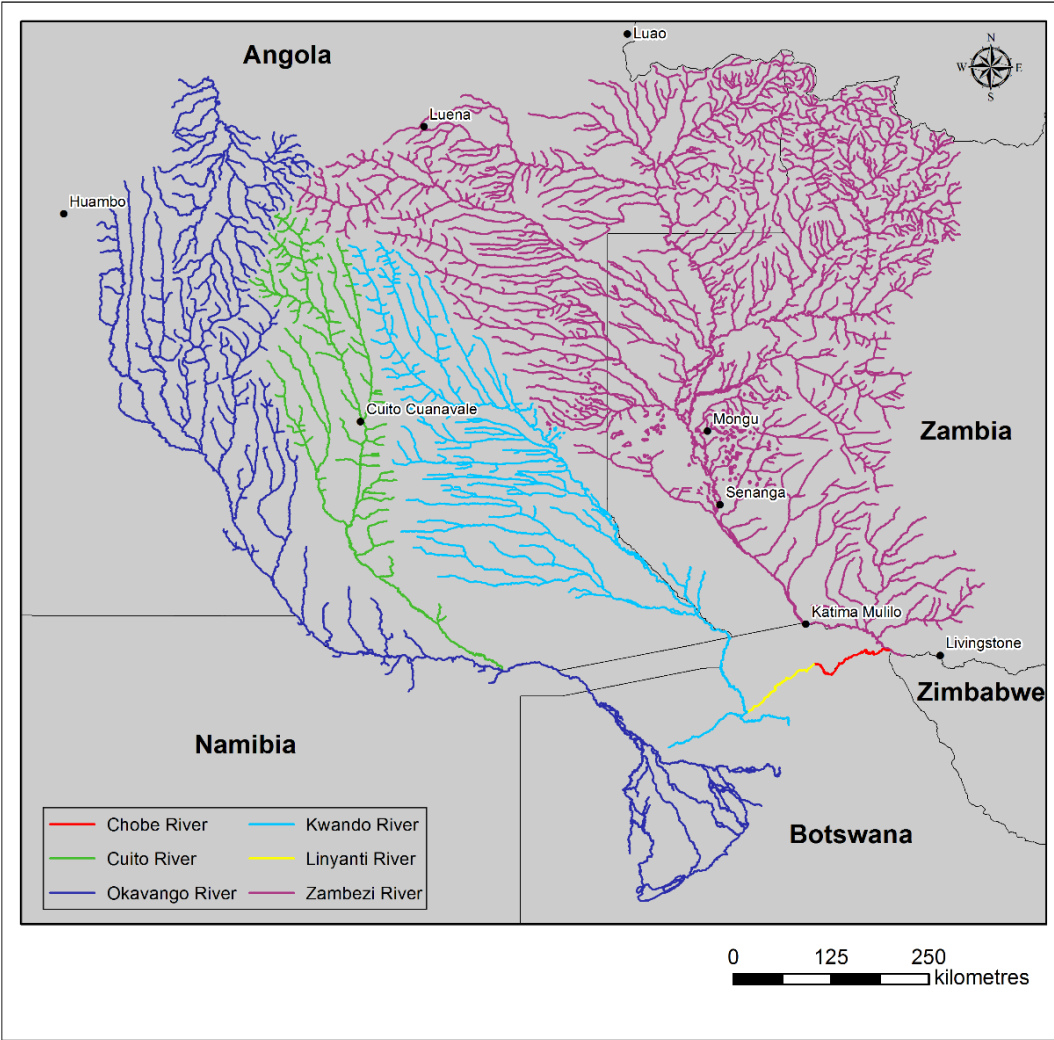 Angola
Luao
N
W E
S
Luena
Huambo
Cuito Cuanavale
Mongu
Zambia
Senanga
Katima Mulilo
Livingstone
Zimbabwe
Namibia
Botswana
Chobe River
Kwando River
Cuito River
Linyanti River
Okavango River
Zambezi River
0 125 250
kilometres